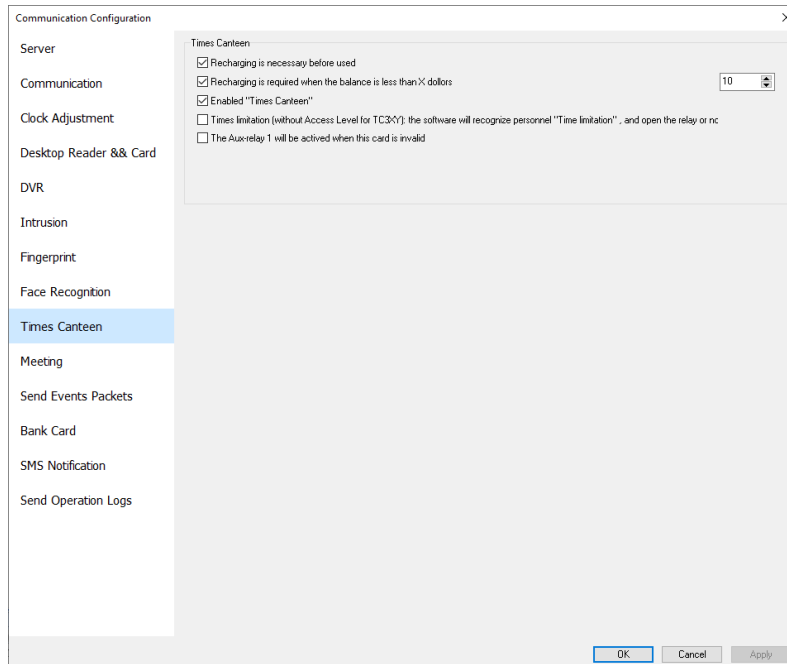 Communication Configuration
Server
Communication
Clock Adjustment
Desktop Reader && Card
DVR
Intrusion
Fingerprint
Face Recognition
Times Canteen
Meeting
Send Events Packets
Bank Card
SMS Notification
Send Operation Logs
Times Canteen
Recharging is necessary before used
Recharging is required when the balance is less than X dollors 10
Enabled "Times Canteen"
Times limitation (without Access Level for TC3XY): the software will recognize personnel "Time limitation" , and open the relay or
The Aux-relay 1 will be actived when this card is invalid
OK Cancel Apply